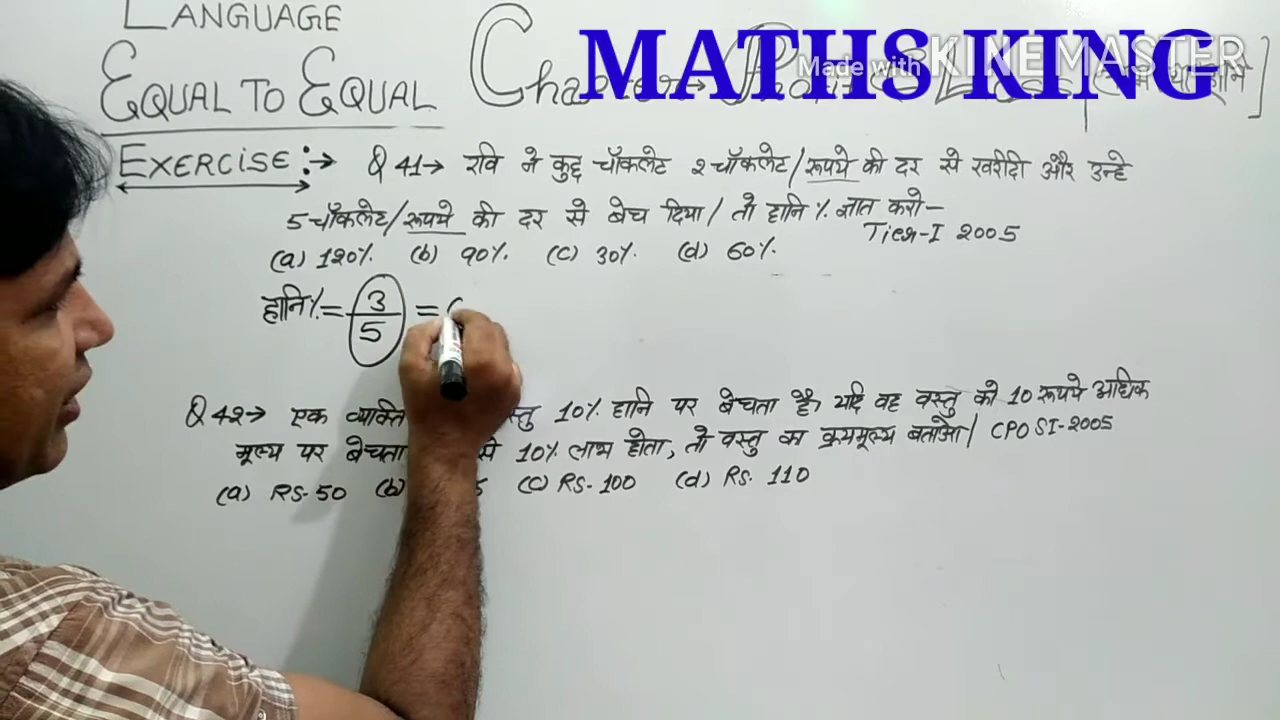 LANGUAGE
MATHS KING
Made with KINEMASTER
EQUAL TO EQUAL
EXERCISE :→ Q 41→ रवि ने कुछ चॉकलेट 2 चॉकलेट/रूपये की दर से खरीदी और उन्हे
5 चॉकलेट/रूपये की दर से बेच दिया/ तो हानि % ज्ञात करो-
Tier-I 2005
(a) 120%. (b) 90%. (c) 30%. (d) 60%.
हानि% = 3/5 =
Q 42→ एक व्यक्ति 10% हानि पर बेचता है, यदि वह वस्तु को 10 रूपये अधिक
मूल्य पर बेचता से 10% लाभ होता, तो वस्तु का क्रयमूल्य बताओ/ CPO SI-2005
(a) RS-50 (b) (c) RS-100 (d) RS. 110